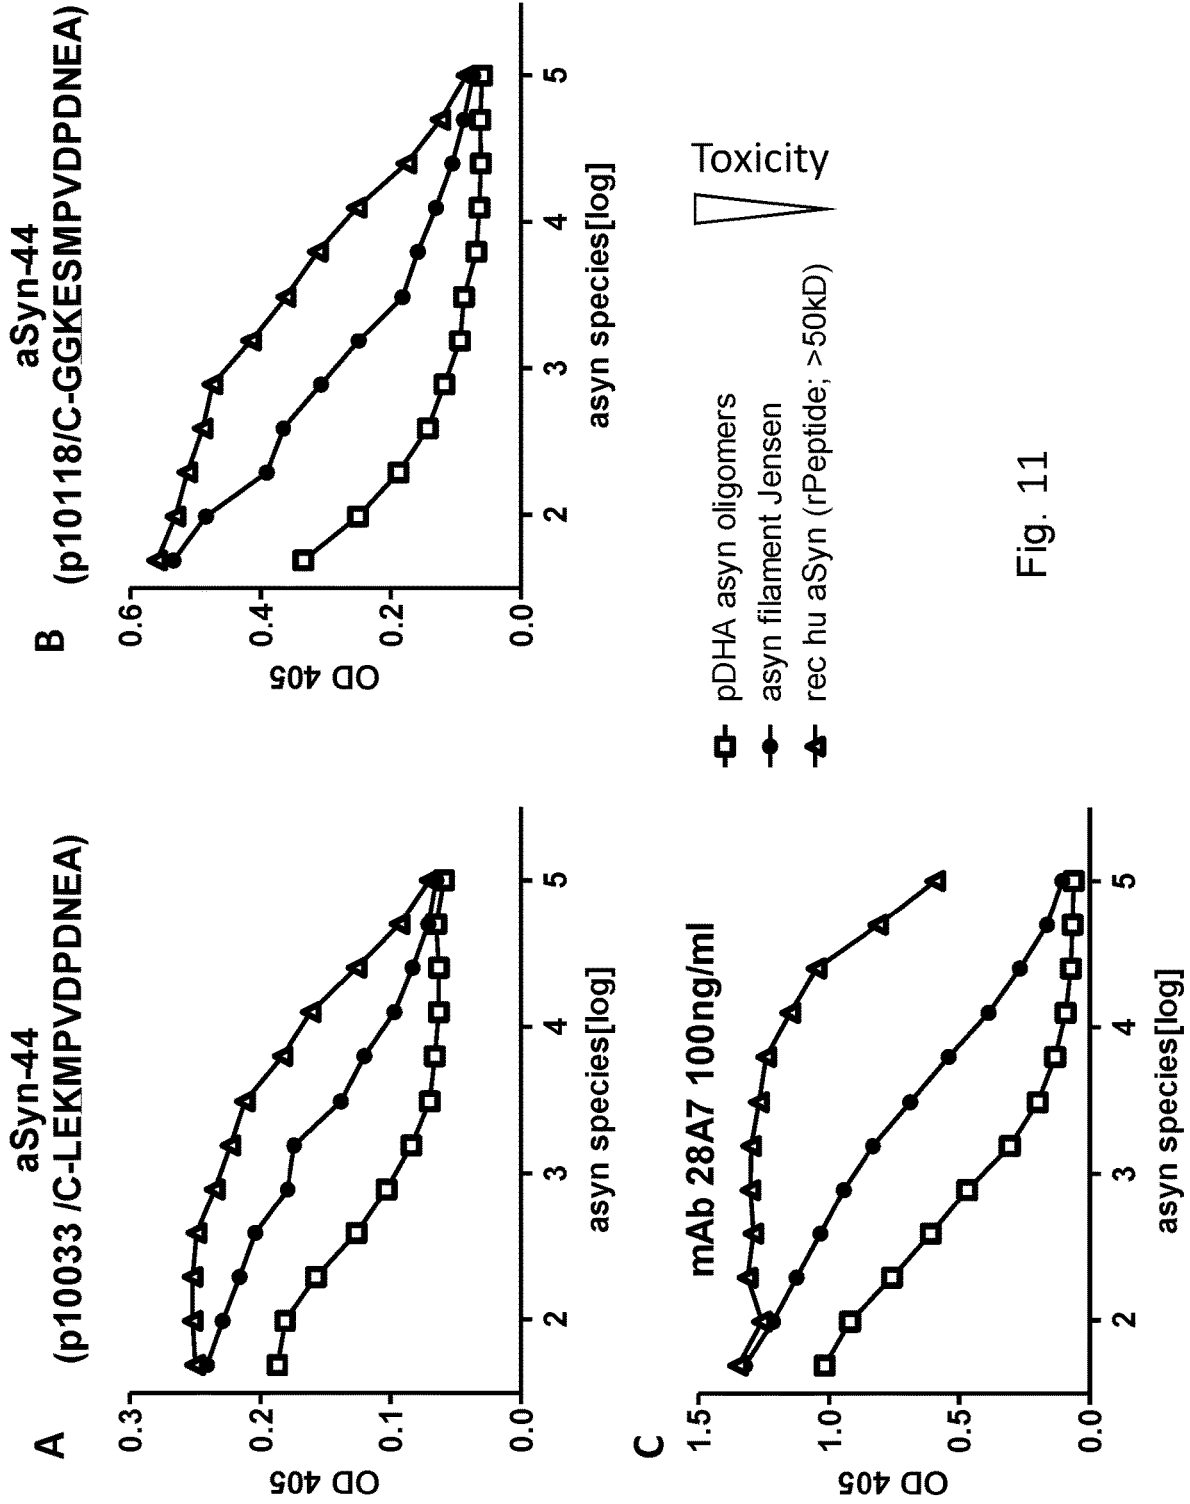 A
aSyn-44
(p10033 /C-LEKMPVDPDNEA)
0.3
0.2
0.1
0.0
OD 405
2
3
4
5
asyn species[log]
B
aSyn-44
(p10118/C-GGKESMPVDPDNEA)
0.6
0.4
0.2
0.0
OD 405
2
3
4
5
asyn species[log]
C
mAb 28A7 100ng/ml
1.5
1.0
0.5
0.0
OD 405
2
3
4
5
asyn species[log]
pDHA asyn oligomers
asyn filament Jensen
rec hu aSyn (rPeptide; >50kD)
Toxicity
Fig. 11